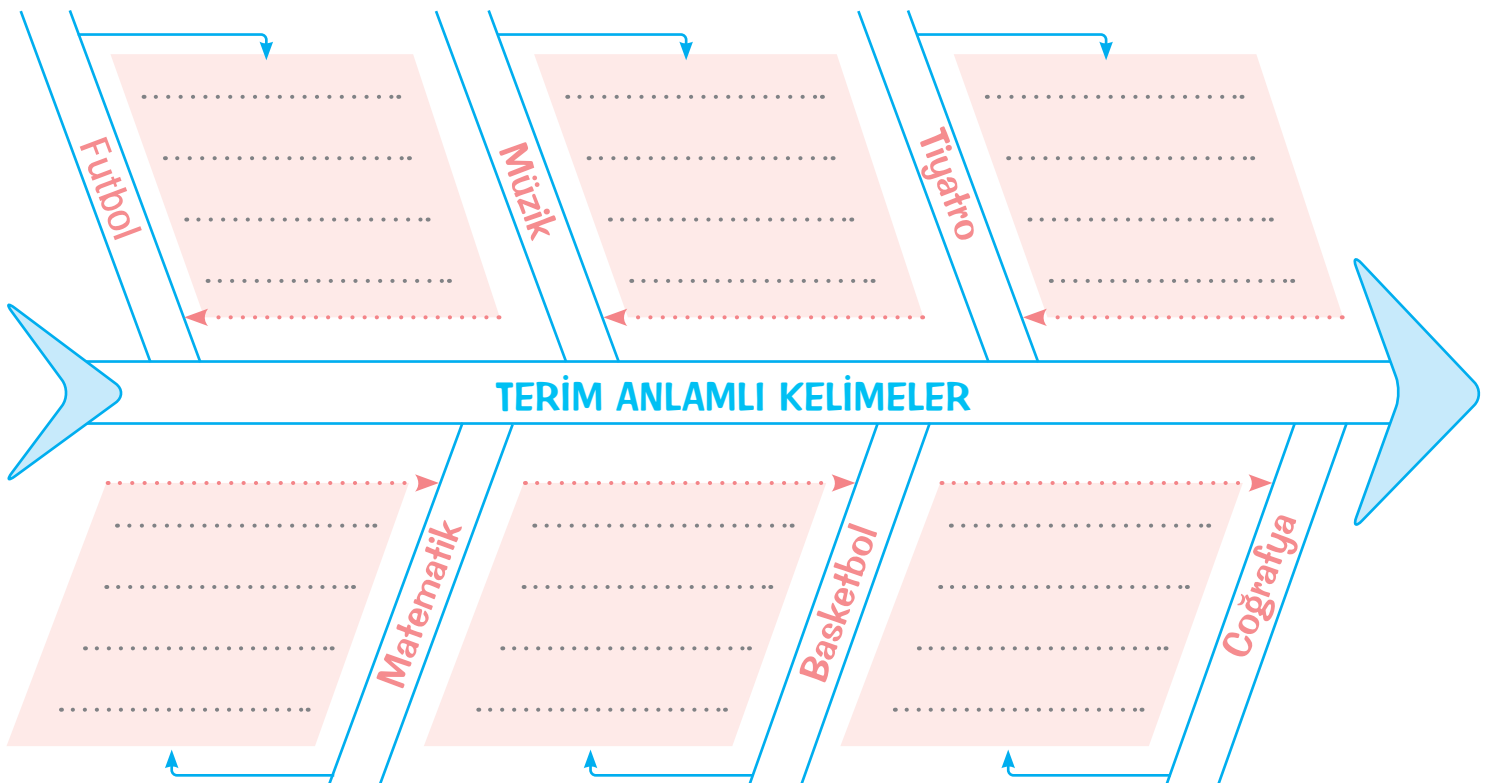 Futbol
Müzik
Tiyatro
TERİM ANLAMLI KELİMELER
Matematik
Basketbol
Coğrafya